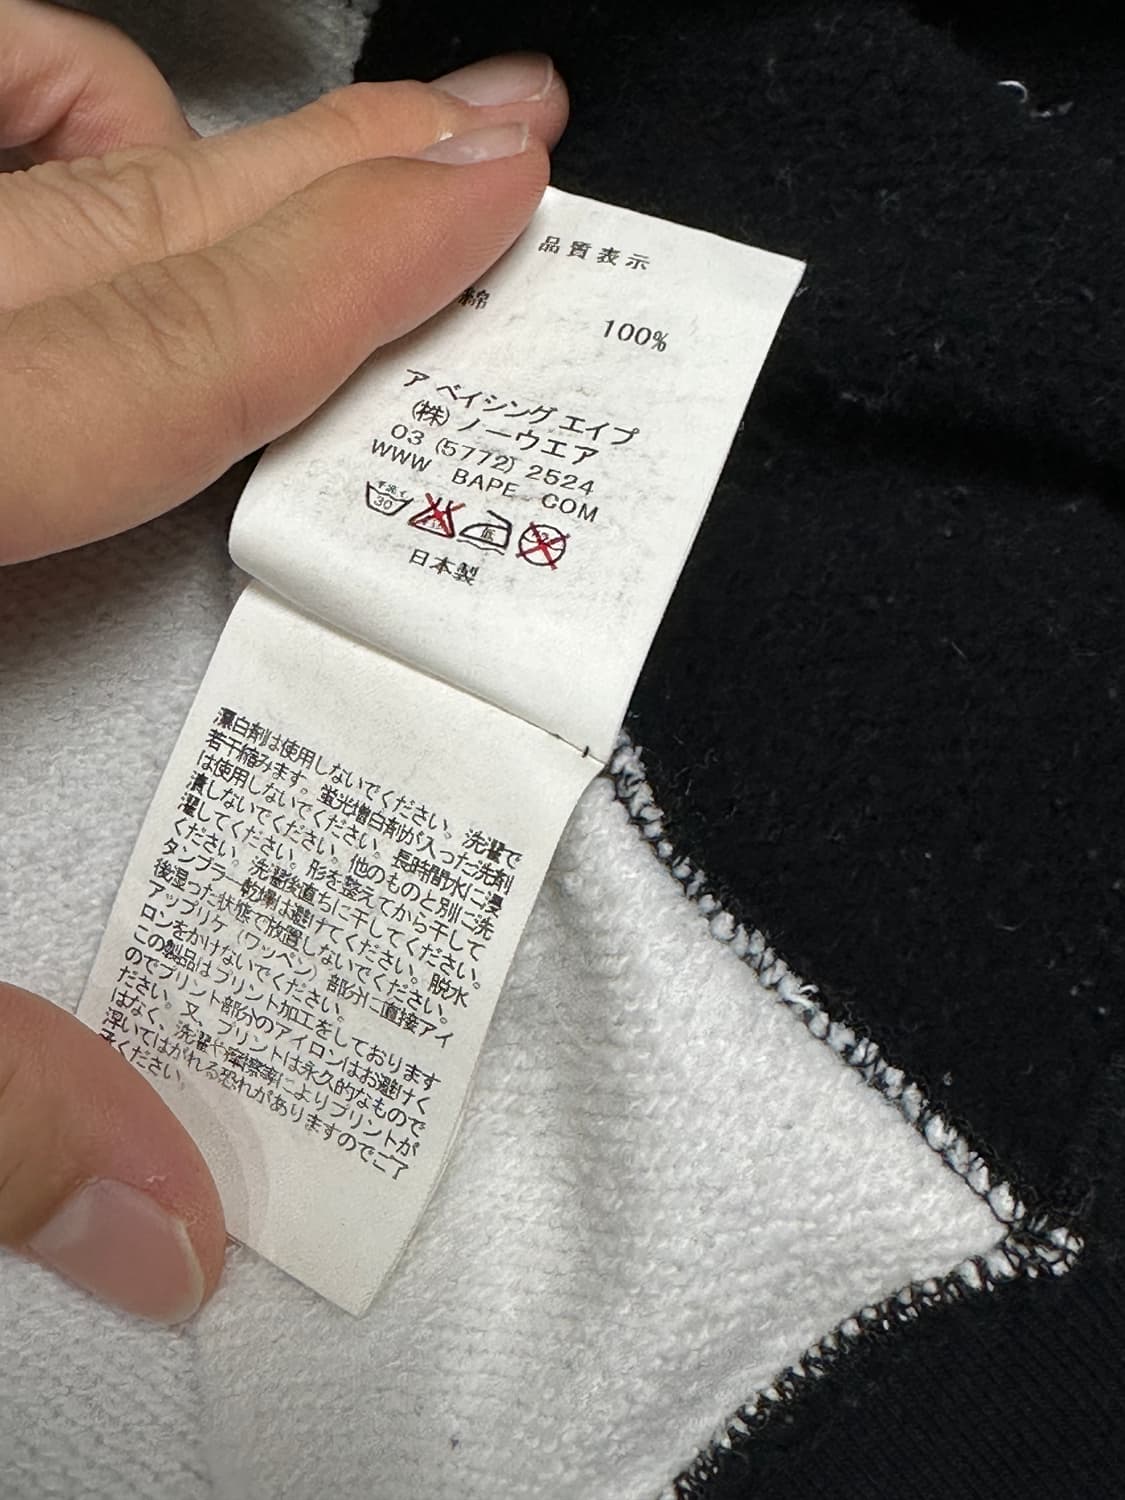 品質表示
綿
100%
ア ベイシング エイプ
(株) ノーウエア
03 (5772) 2524
WWW BAPE COM
手洗イ
30
低
日本製
漂白剤は使用しないでください。洗濯で
若干縮みます。蛍光増白剤が入った洗剤
は使用しないでください。長時間水に浸
漬しないでください。他のものと別に洗
濯してください。形を整えてから干して
ください。洗濯後直ちに干してください。
タンブラー乾燥は避けてください。脱水
後湿った状態で放置しないでください。
アップリケ(ワッペン)部分に直接アイ
ロンをかけないでください。
この製品はプリント加工をしております
のでプリント部分のアイロンはお避けく
ださい。又、プリントは永久的なもので
はなく、洗濯や摩擦等によりプリントが
浮いてはがれる恐れがありますのでご了
承ください。